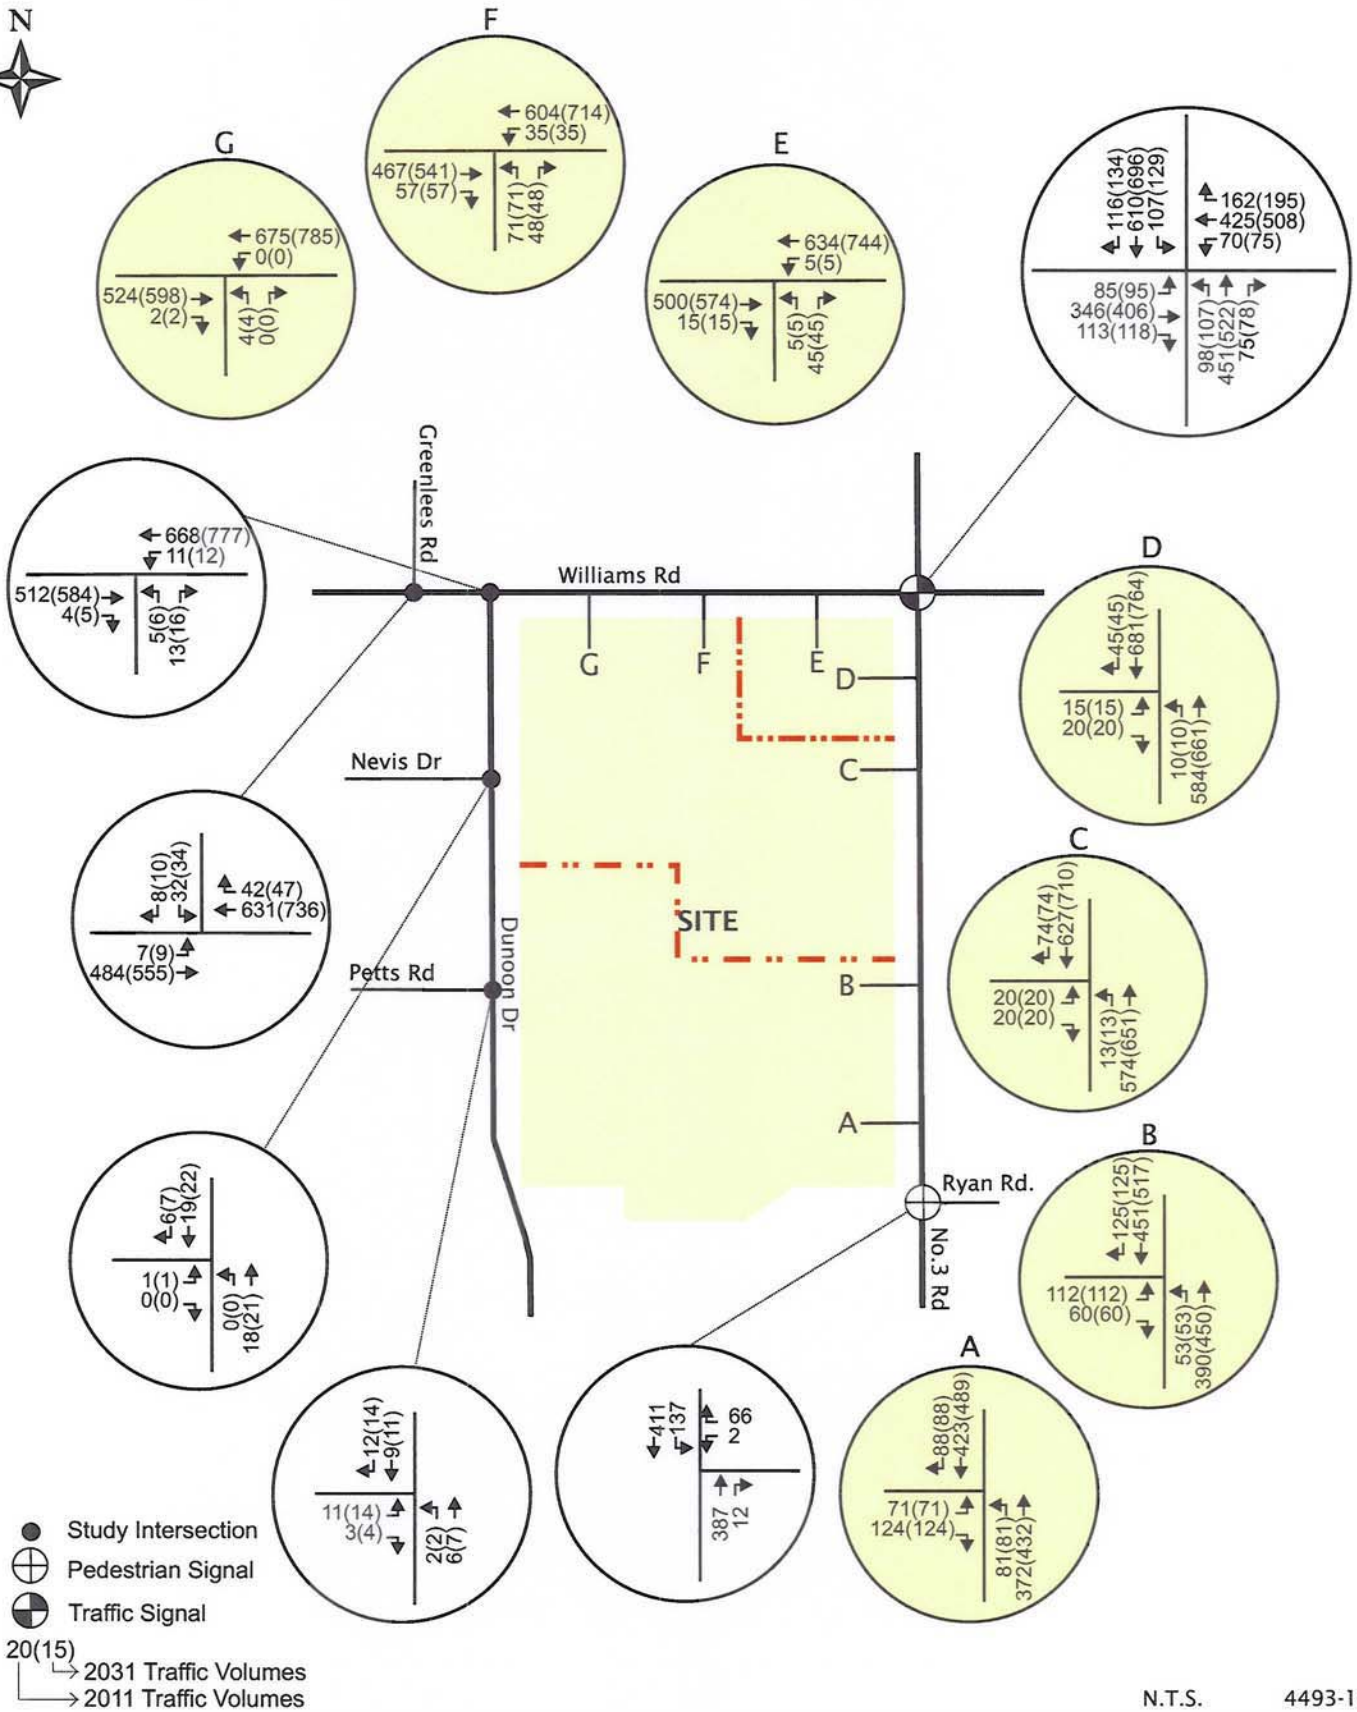 N
F
604(714)
35(35)
467(541)
57(57)
71(71)
48(48)
G
675(785)
0(0)
524(598)
2(2)
4(4)
0(0)
E
634(744)
5(5)
500(574)
15(15)
5(5)
45(45)
116(134)
610(696)
107(129)
162(195)
425(508)
70(75)
85(95)
346(406)
113(118)
98(107)
451(522)
75(78)
Greenlees Rd
668(777)
11(12)
512(584)
4(5)
5(6)
13(16)
Williams Rd
G
F
E
D
C
B
A
D
45(45)
681(764)
15(15)
20(20)
10(10)
584(661)
Nevis Dr
8(10)
32(34)
42(47)
631(736)
7(9)
484(555)
SITE
Dunoon Dr
Petts Rd
C
74(74)
627(710)
20(20)
20(20)
13(13)
574(651)
Ryan Rd.
No.3 Rd
B
125(125)
451(517)
112(112)
60(60)
53(53)
390(450)
6(7)
19(22)
1(1)
0(0)
0(0)
18(21)
12(14)
9(11)
11(14)
3(4)
2(2)
6(7)
411
137
66
2
387
12
A
88(88)
423(489)
71(71)
124(124)
81(81)
372(432)
Study Intersection
Pedestrian Signal
Traffic Signal
20(15)
2031 Traffic Volumes
2011 Traffic Volumes
N.T.S. 4493-1